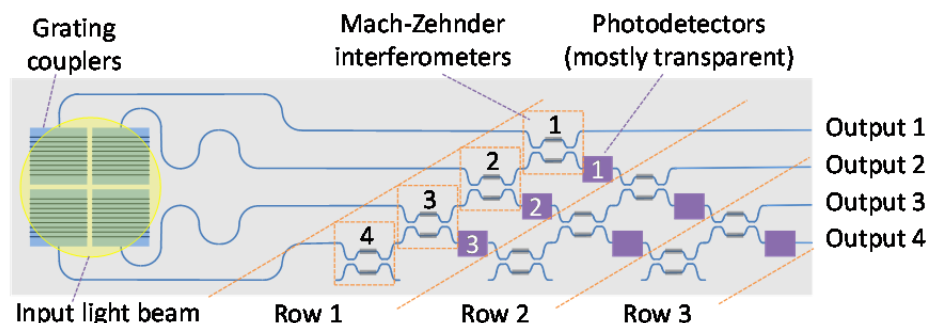 Grating
couplers
Mach-Zehnder
interferometers
Photodetectors
(mostly transparent)
1
Output 1
2
1
Output 2
3
2
Output 3
4
3
Output 4
Input light beam
Row 1
Row 2
Row 3